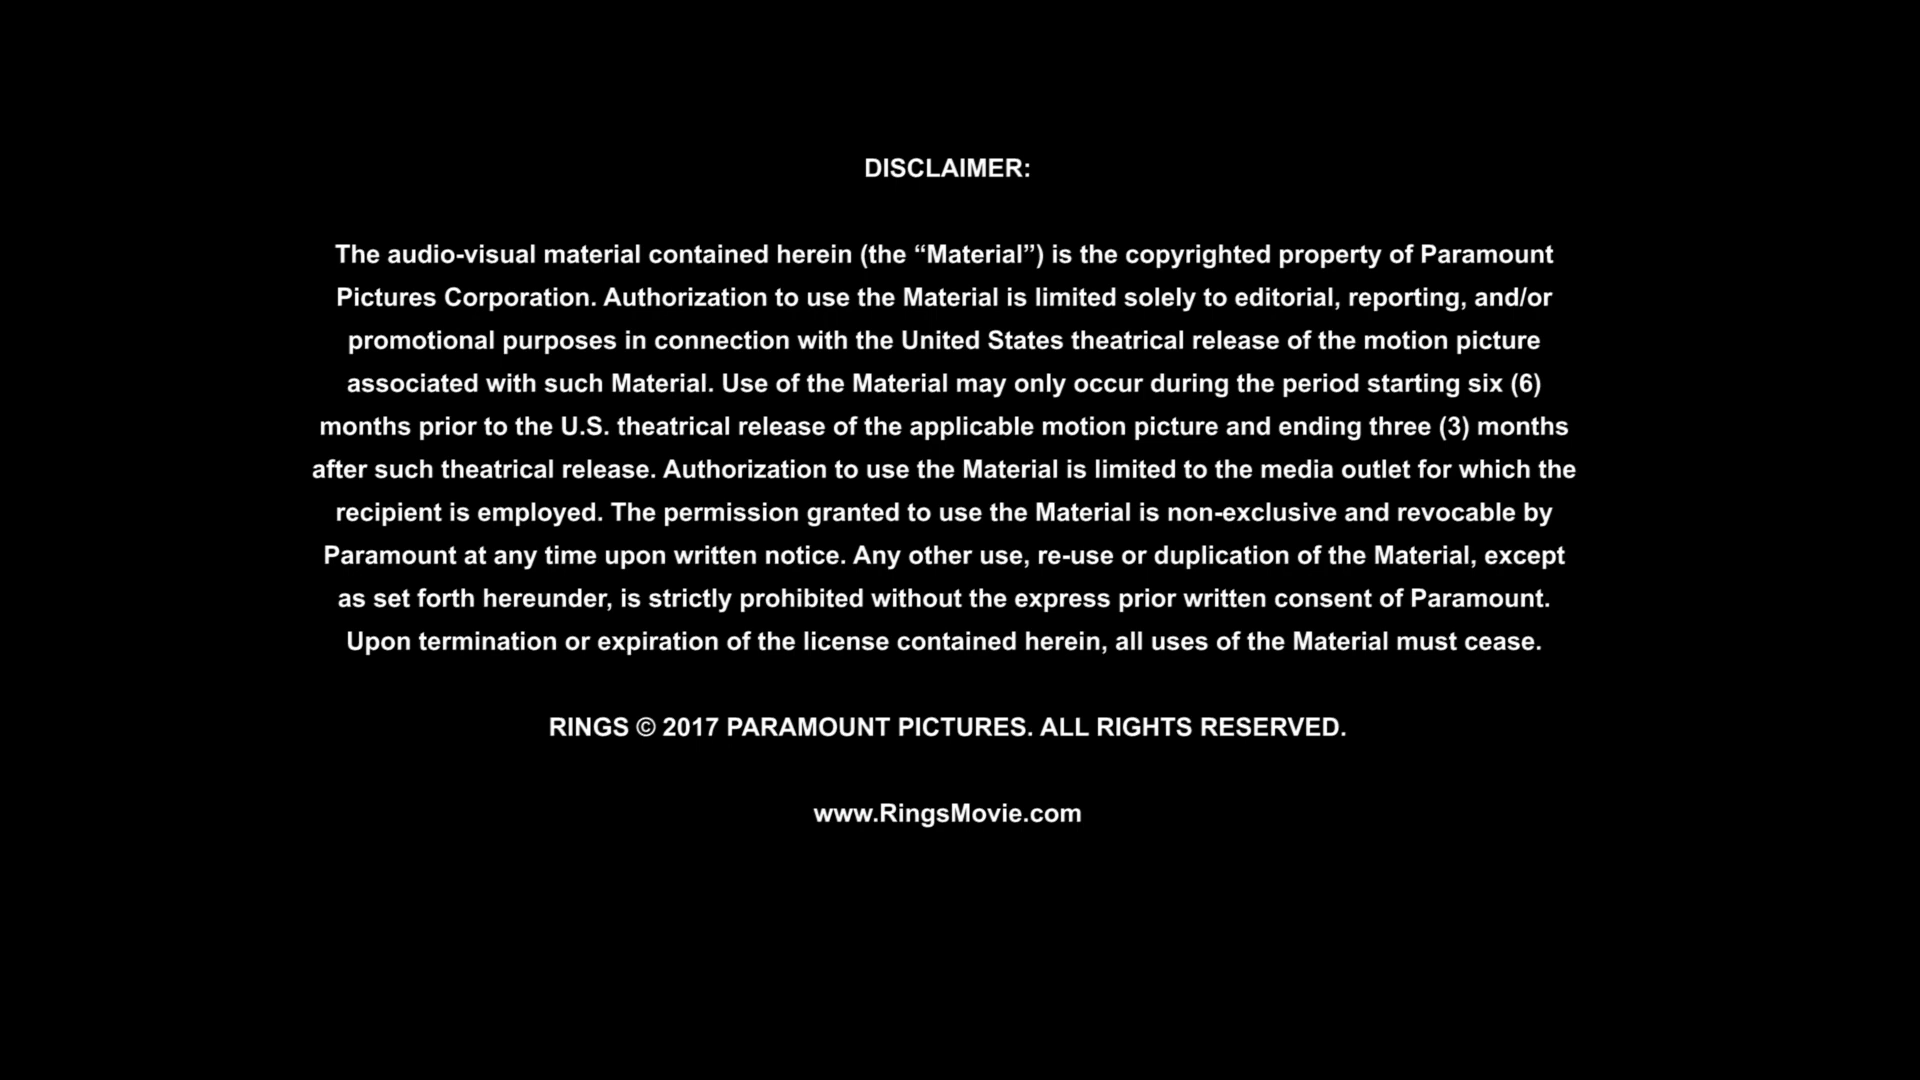 DISCLAIMER:
The audio-visual material contained herein (the “Material”) is the copyrighted property of Paramount
Pictures Corporation. Authorization to use the Material is limited solely to editorial, reporting, and/or
promotional purposes in connection with the United States theatrical release of the motion picture
associated with such Material. Use of the Material may only occur during the period starting six (6)
months prior to the U.S. theatrical release of the applicable motion picture and ending three (3) months
after such theatrical release. Authorization to use the Material is limited to the media outlet for which the
recipient is employed. The permission granted to use the Material is non-exclusive and revocable by
Paramount at any time upon written notice. Any other use, re-use or duplication of the Material, except
as set forth hereunder, is strictly prohibited without the express prior written consent of Paramount.
Upon termination or expiration of the license contained herein, all uses of the Material must cease.
RINGS © 2017 PARAMOUNT PICTURES. ALL RIGHTS RESERVED.
www.RingsMovie.com